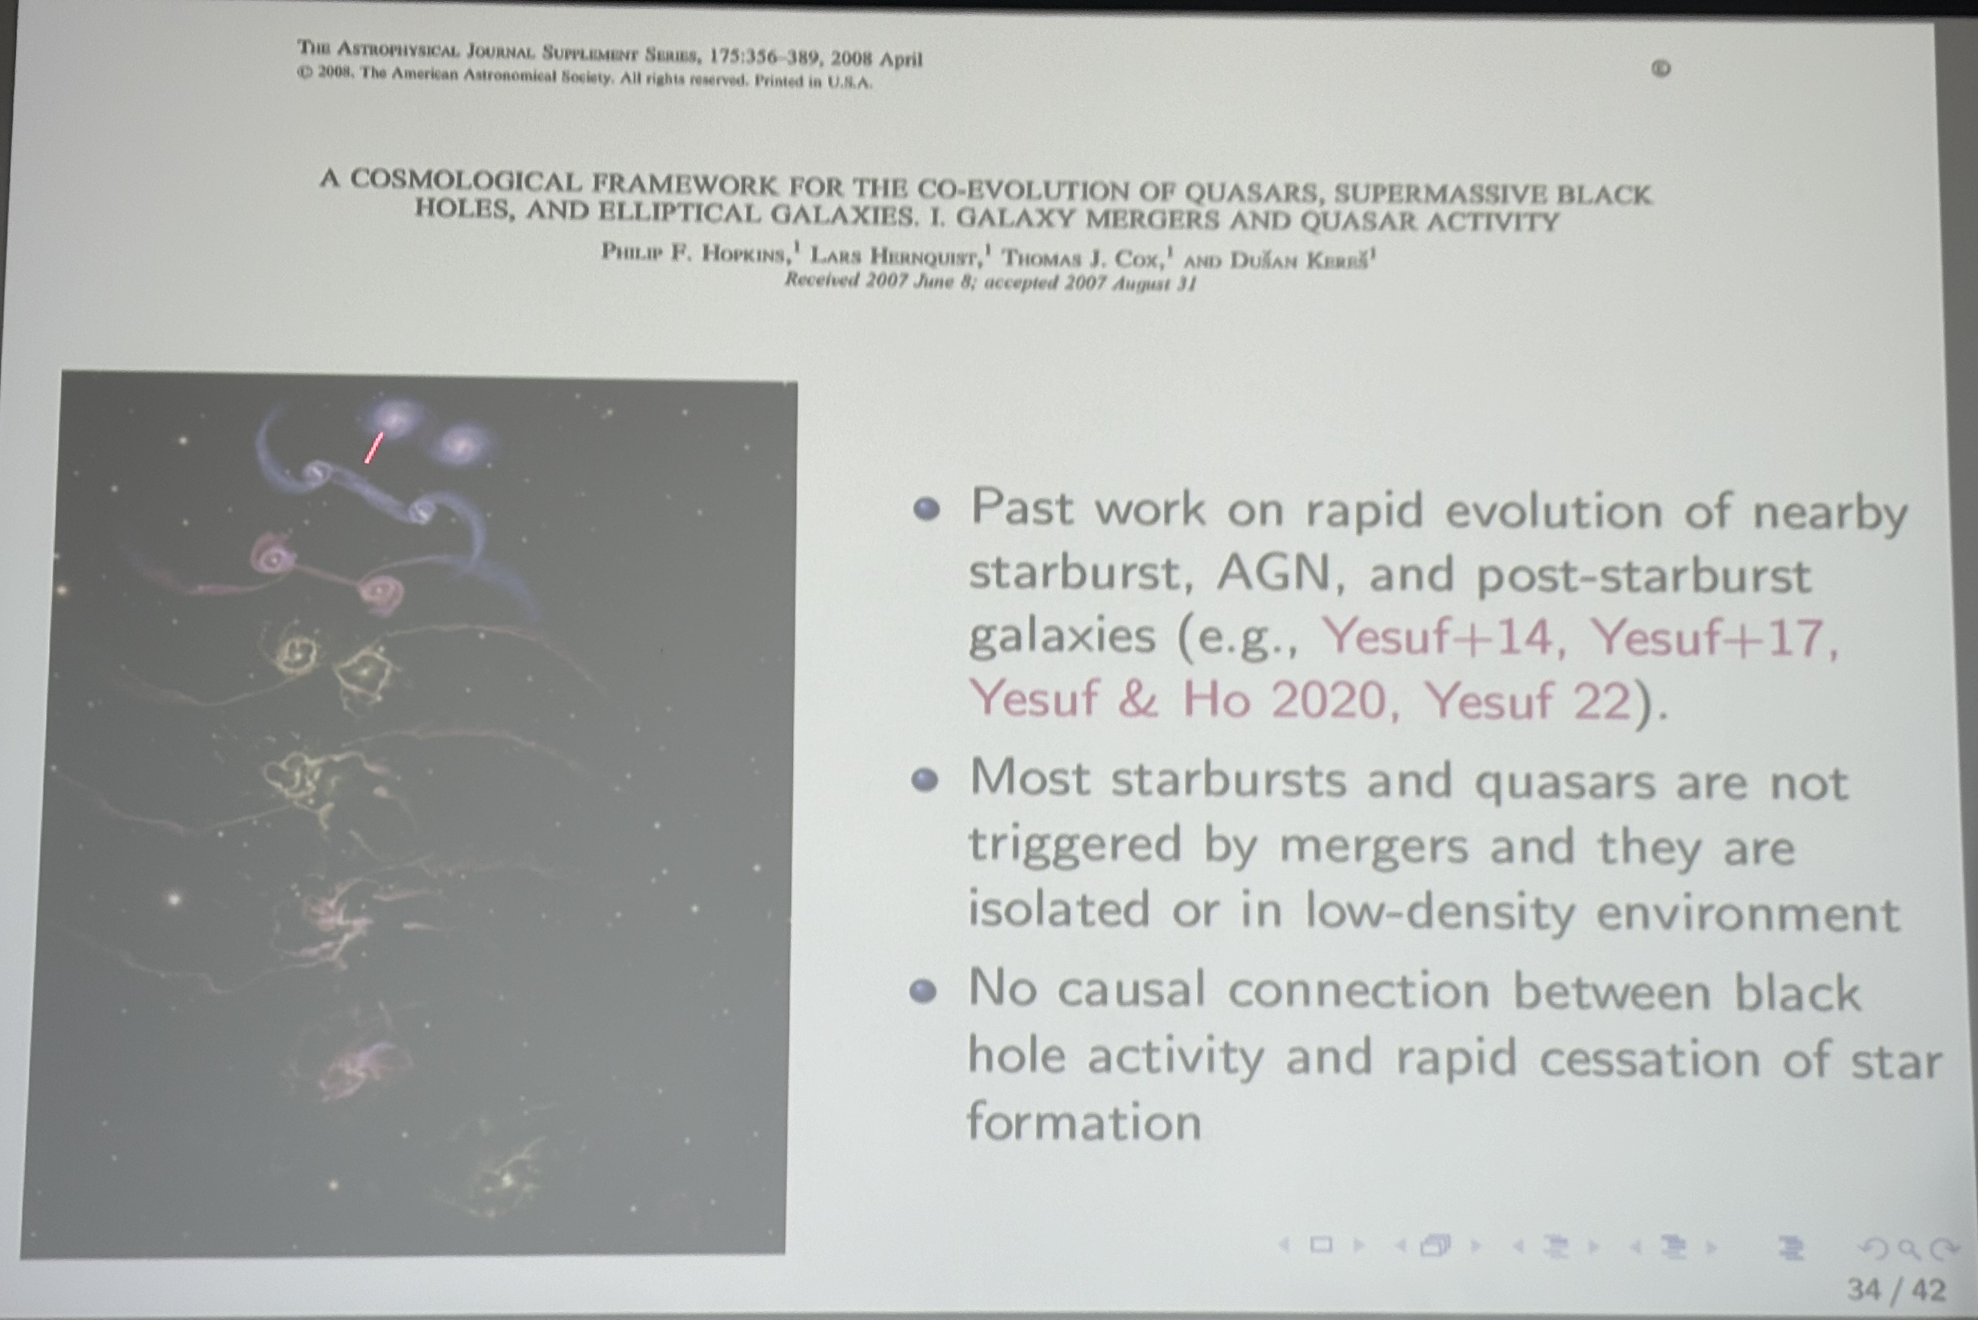 THE ASTROPHYSICAL JOURNAL SUPPLEMENT SERIES, 175:356–389, 2008 April
© 2008. The American Astronomical Society. All rights reserved. Printed in U.S.A.
A COSMOLOGICAL FRAMEWORK FOR THE CO-EVOLUTION OF QUASARS, SUPERMASSIVE BLACK
HOLES, AND ELLIPTICAL GALAXIES. I. GALAXY MERGERS AND QUASAR ACTIVITY
PHILIP F. HOPKINS,¹ LARS HERNQUIST,¹ THOMAS J. COX,¹ AND DUŠAN KEREŠ¹
Received 2007 June 8; accepted 2007 August 31
Past work on rapid evolution of nearby
starburst, AGN, and post-starburst
galaxies (e.g., Yesuf+14, Yesuf+17,
Yesuf & Ho 2020, Yesuf 22).
Most starbursts and quasars are not
triggered by mergers and they are
isolated or in low-density environment
No causal connection between black
hole activity and rapid cessation of star
formation
34 / 42